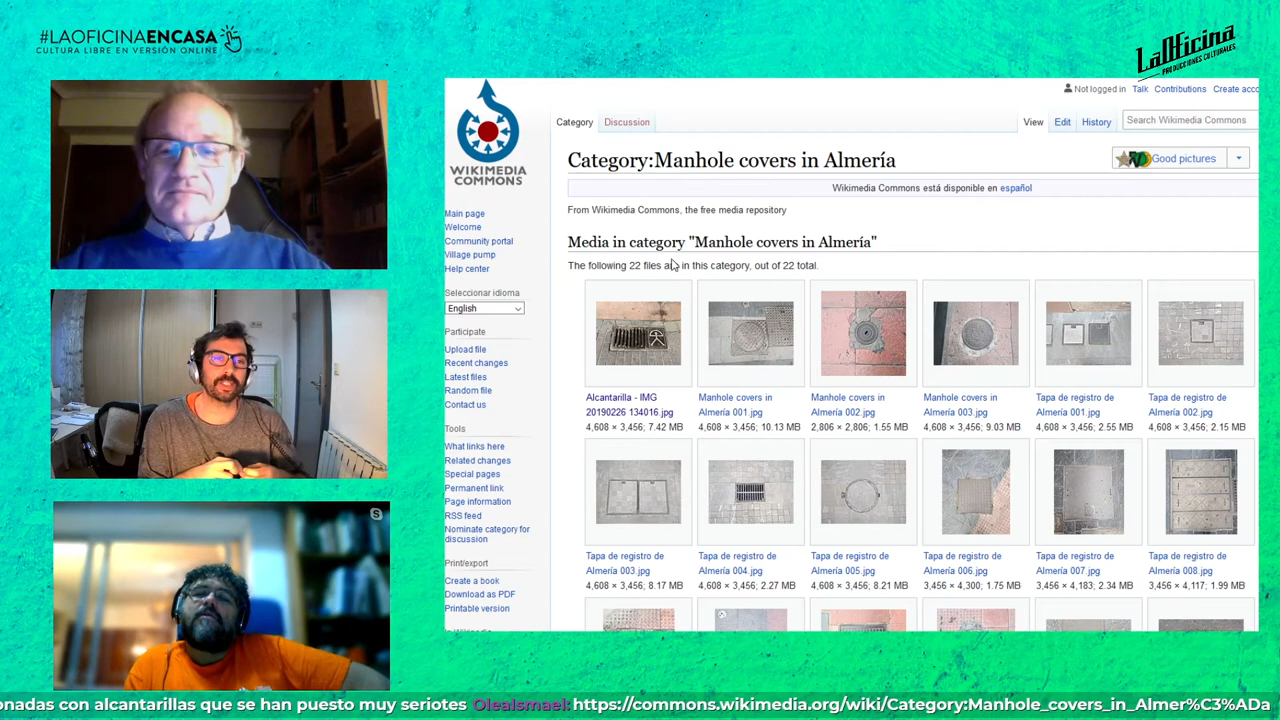 #LAOFICINAENCASA
CULTURA LIBRE EN VERSIÓN ONLINE
LaOficina
PRODUCCIONES CULTURALES
WIKIMEDIA
COMMONS
Main page
Welcome
Community portal
Village pump
Help center
Seleccionar idioma
English
Participate
Upload file
Recent changes
Latest files
Random file
Contact us
Tools
What links here
Related changes
Special pages
Permanent link
Page information
RSS feed
Nominate category for
discussion
Print/export
Create a book
Download as PDF
Printable version
Not logged in Talk Contributions Create acco
Category Discussion View Edit History Search Wikimedia Commons
Category:Manhole covers in Almería
Good pictures
Wikimedia Commons está disponible en español
From Wikimedia Commons, the free media repository
Media in category "Manhole covers in Almería"
The following 22 files are in this category, out of 22 total.
Alcantarilla - IMG
20190226 134016.jpg
4,608 × 3,456; 7.42 MB
Manhole covers in
Almería 001.jpg
4,608 × 3,456; 10.13 MB
Manhole covers in
Almería 002.jpg
2,806 × 2,806; 1.55 MB
Manhole covers in
Almería 003.jpg
4,608 × 3,456; 9.03 MB
Tapa de registro de
Almería 001.jpg
4,608 × 3,456; 2.55 MB
Tapa de registro de
Almería 002.jpg
4,608 × 3,456; 2.15 MB
Tapa de registro de
Almería 003.jpg
4,608 × 3,456; 8.17 MB
Tapa de registro de
Almería 004.jpg
4,608 × 3,456; 2.27 MB
Tapa de registro de
Almería 005.jpg
4,608 × 3,456; 8.21 MB
Tapa de registro de
Almería 006.jpg
3,456 × 4,300; 1.75 MB
Tapa de registro de
Almería 007.jpg
3,456 × 4,183; 2.34 MB
Tapa de registro de
Almería 008.jpg
3,456 × 4,117; 1.99 MB
onadas con alcantarillas que se han puesto muy seriotes OleaIsmael: https://commons.wikimedia.org/wiki/Category:Manhole_covers_in_Almer%C3%ADa